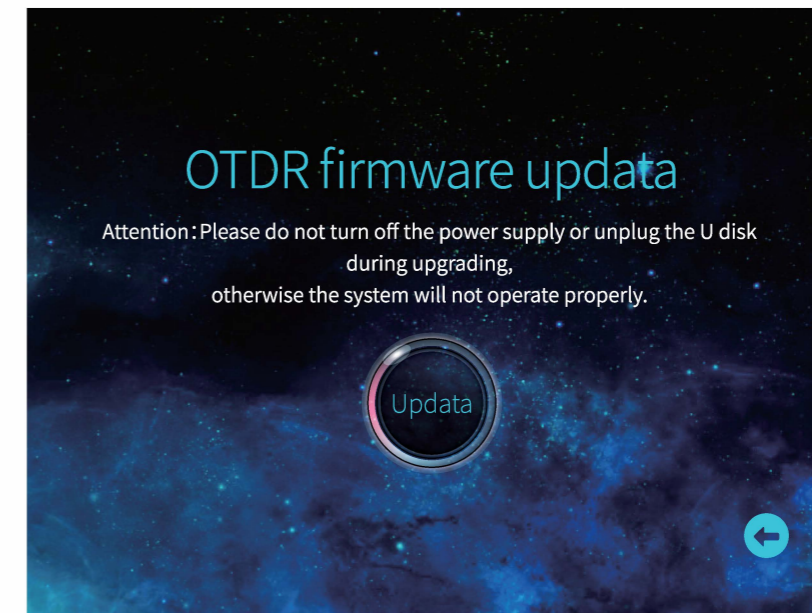 OTDR firmware updata
Attention：Please do not turn off the power supply or unplug the U disk
during upgrading,
otherwise the system will not operate properly.
Updata